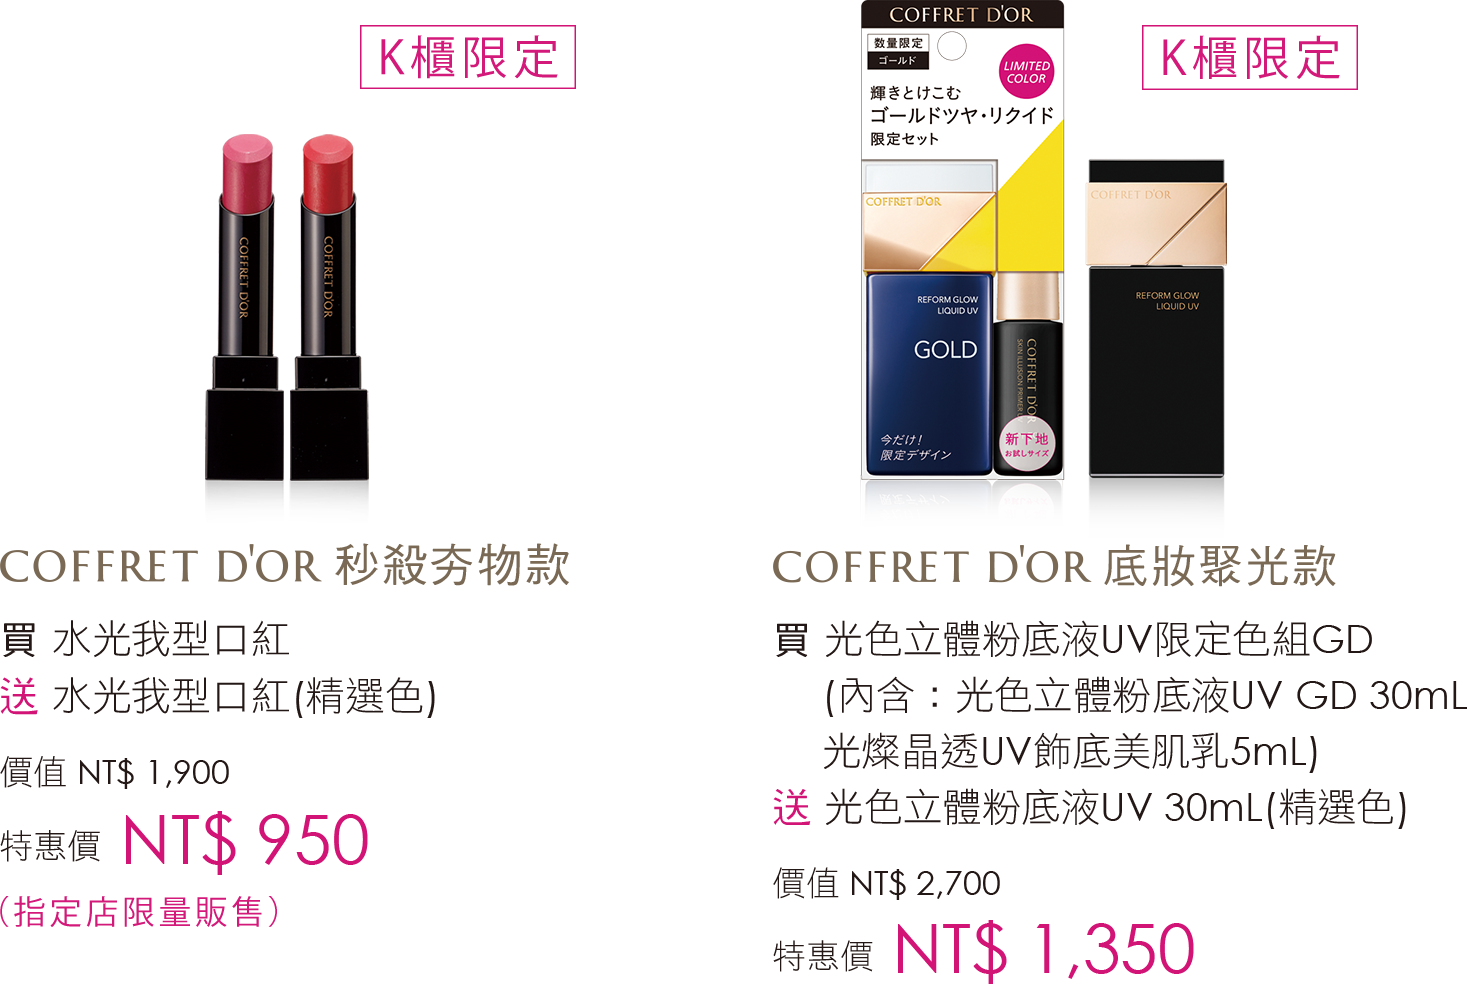 K櫃限定
COFFRET D'OR
COFFRET D'OR
COFFRET D'OR 秒殺夯物款
買 水光我型口紅
送 水光我型口紅(精選色)
價值 NT$ 1,900
特惠價 NT$ 950
(指定店限量販售)
K櫃限定
COFFRET D'OR
数量限定
ゴールド
LIMITED
COLOR
輝きとけこむ
ゴールドツヤ・リクイド
限定セット
COFFRET D'OR
REFORM GLOW
LIQUID UV
GOLD
今だけ!
限定デザイン
COFFRET D'OR
SKIN ILLUSION PRIMER
新下地
お試しサイズ
COFFRET D'OR
REFORM GLOW
LIQUID UV
COFFRET D'OR 底妝聚光款
買 光色立體粉底液UV限定色組GD
(內含：光色立體粉底液UV GD 30mL
光燦晶透UV飾底美肌乳5mL)
送 光色立體粉底液UV 30mL(精選色)
價值 NT$ 2,700
特惠價 NT$ 1,350